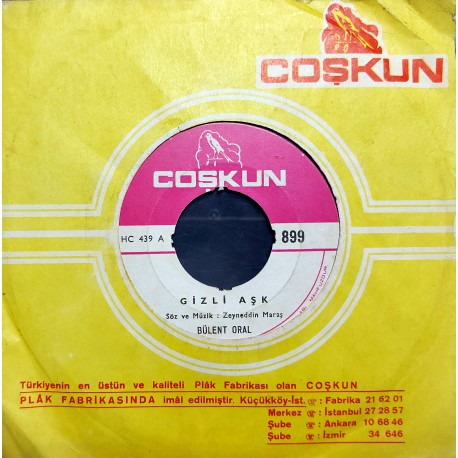 COŞKUN
COŞKUN
HC 439 A
899
GİZLİ AŞK
Söz ve Müzik : Zeyneddin Maraş
BÜLENT ORAL
Türkiyenin en üstün ve kaliteli Plâk Fabrikası olan COŞKUN
PLÂK FABRİKASINDA imâl edilmiştir. Küçükköy-İst. ☏ : Fabrika 21 62 01
Merkez ☏ : İstanbul 27 28 57
Şube ☏ : Ankara 10 68 46
Şube ☏ : İzmir 34 646